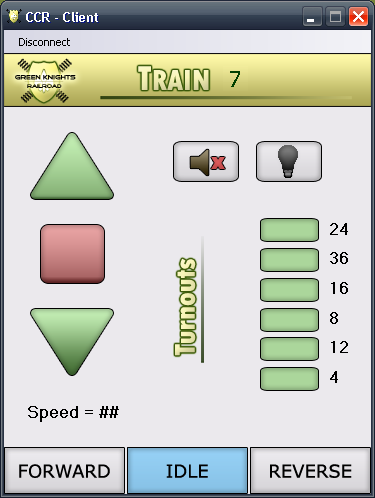 CCR - Client
Disconnect
GREEN KNIGHTS
RAILROAD
TRAIN 7
24
36
16
8
12
4
Turnouts
Speed = ##
FORWARD
IDLE
REVERSE